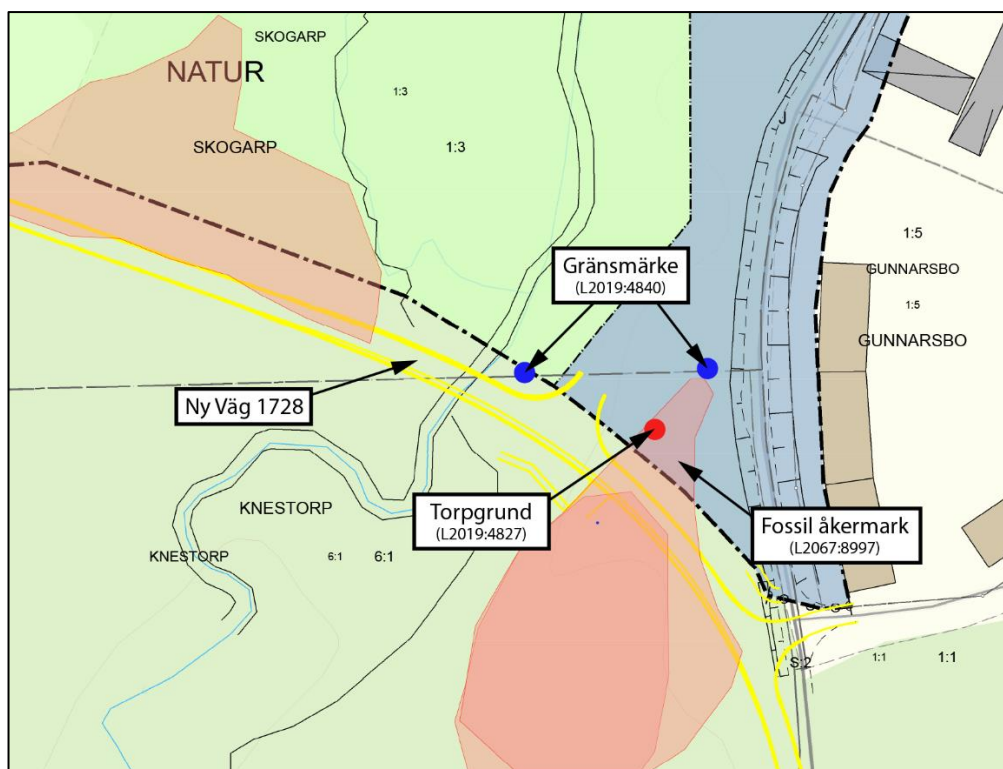 SKOGARP
NATUR
1:3
SKOGARP
1:3
1:5
Gränsmärke
(L2019:4840)
GUNNARSBO
1:5
GUNNARSBO
Ny Väg 1728
KNESTORP
Torpgrund
(L2019:4827)
Fossil åkermark
(L2067:8997)
KNESTORP
6:1
6:1
S:2
1:1
1:1